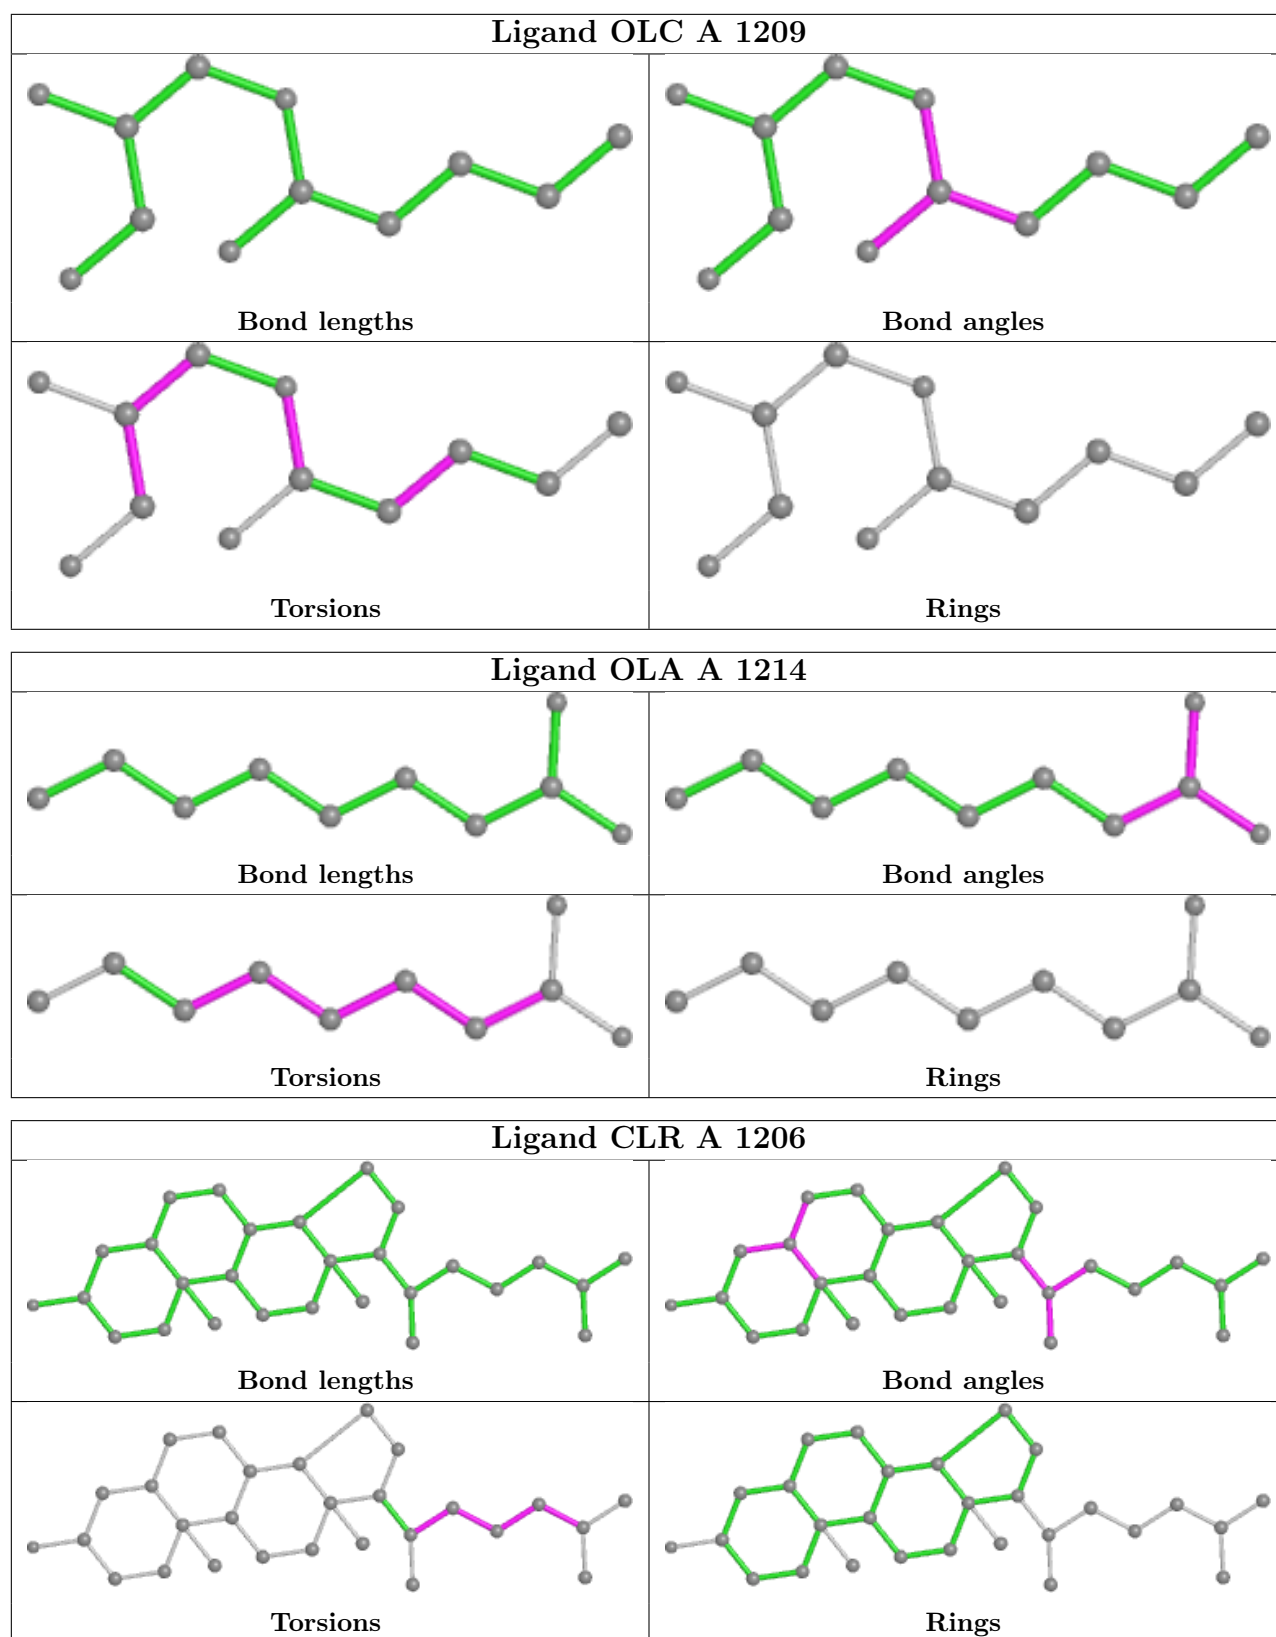 Ligand OLC A 1209
Bond lengths
Bond angles
Torsions
Rings
Ligand OLA A 1214
Bond lengths
Bond angles
Torsions
Rings
Ligand CLR A 1206
Bond lengths
Bond angles
Torsions
Rings